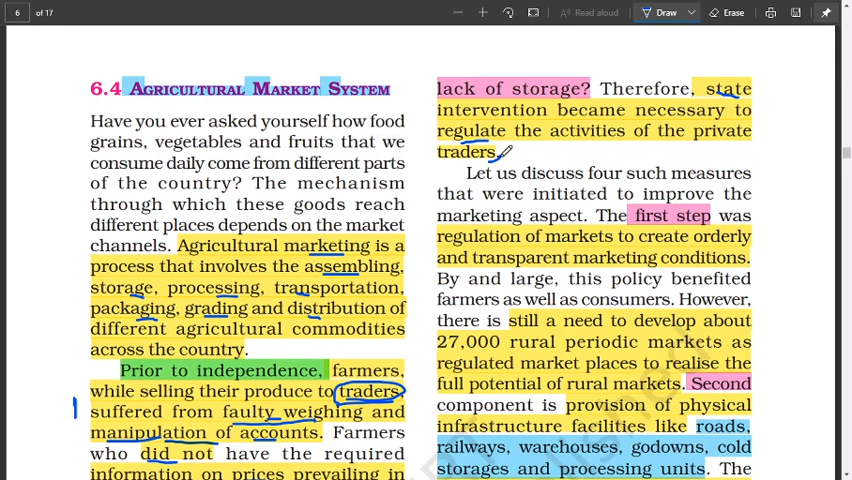 6
of 17
Read aloud
Draw
Erase
6.4 AGRICULTURAL MARKET SYSTEM
Have you ever asked yourself how food
grains, vegetables and fruits that we
consume daily come from different parts
of the country? The mechanism
through which these goods reach
different places depends on the market
channels. Agricultural marketing is a
process that involves the assembling,
storage, processing, transportation,
packaging, grading and distribution of
different agricultural commodities
across the country.
Prior to independence, farmers,
while selling their produce to traders,
suffered from faulty weighing and
manipulation of accounts. Farmers
who did not have the required
information on prices prevailing in
lack of storage? Therefore, state
intervention became necessary to
regulate the activities of the private
traders.
Let us discuss four such measures
that were initiated to improve the
marketing aspect. The first step was
regulation of markets to create orderly
and transparent marketing conditions.
By and large, this policy benefited
farmers as well as consumers. However,
there is still a need to develop about
27,000 rural periodic markets as
regulated market places to realise the
full potential of rural markets. Second
component is provision of physical
infrastructure facilities like roads,
railways, warehouses, godowns, cold
storages and processing units. The